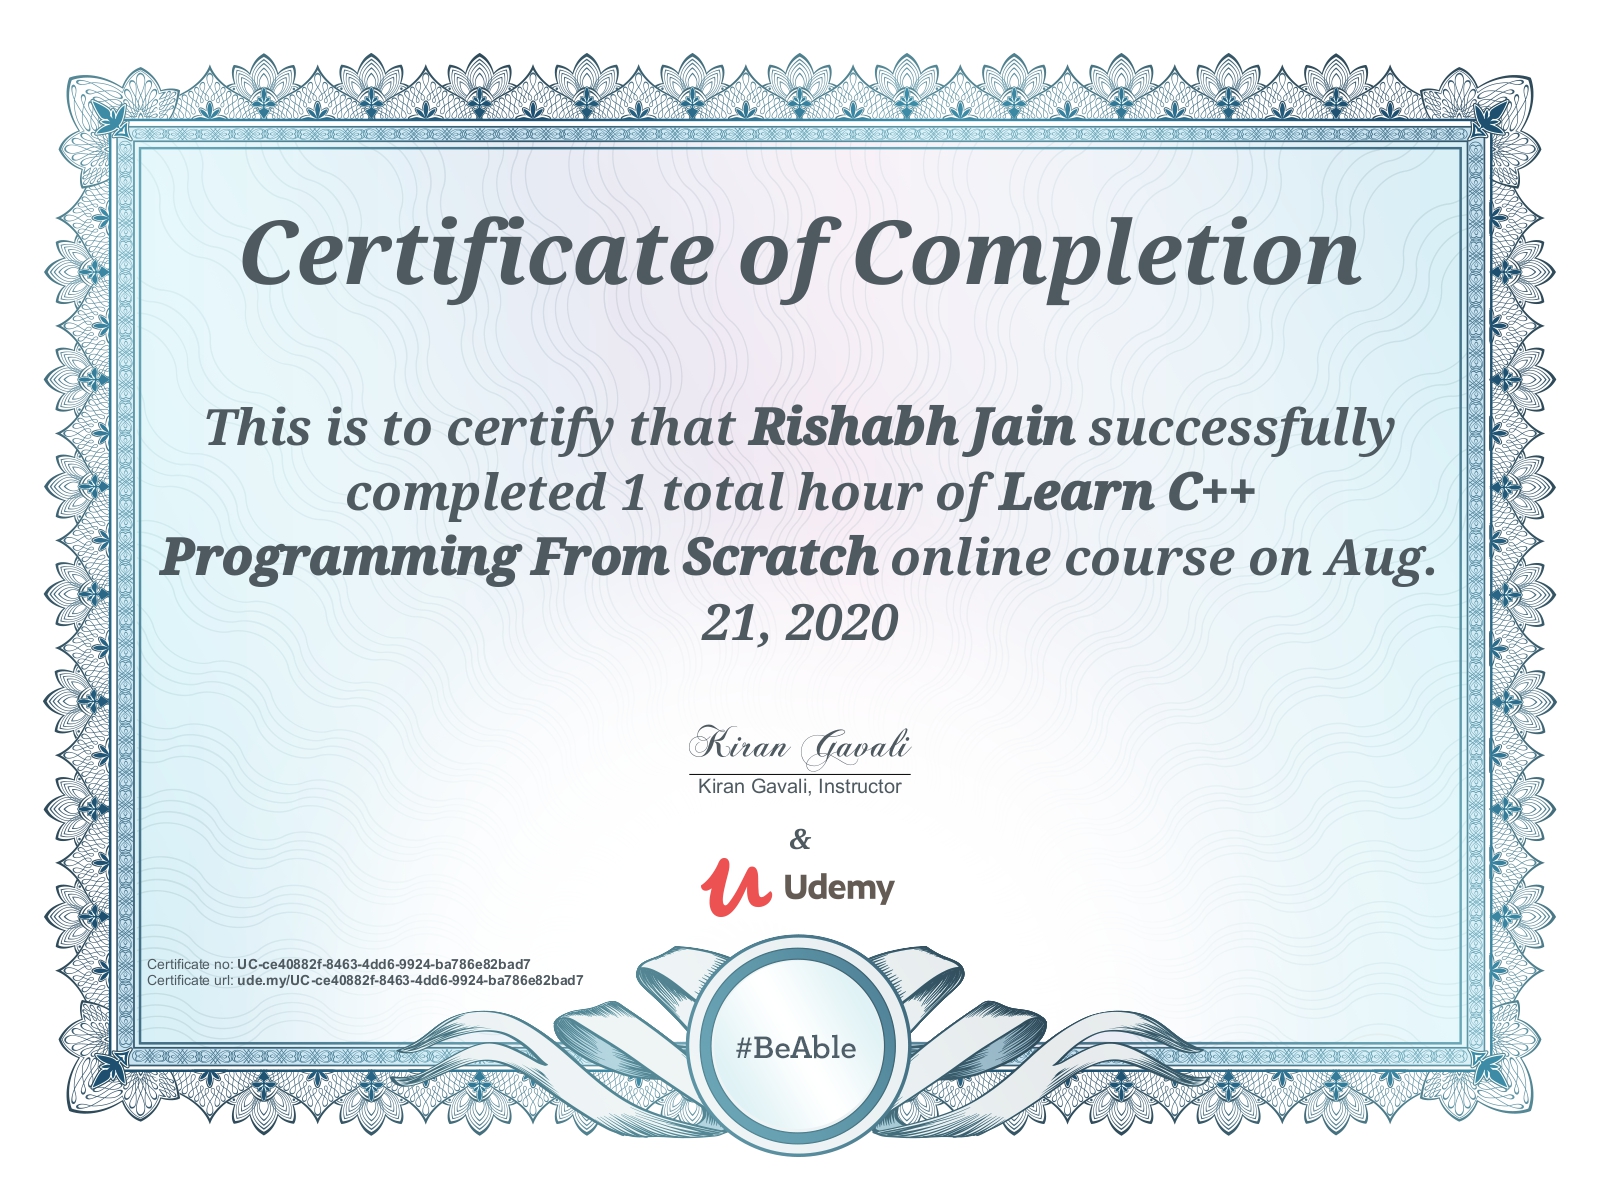 Certificate of Completion
This is to certify that Rishabh Jain successfully
completed 1 total hour of Learn C++
Programming From Scratch online course on Aug.
21, 2020
Kiran Gavali
Kiran Gavali, Instructor
&
Udemy
Certificate no: UC-ce40882f-8463-4dd6-9924-ba786e82bad7
Certificate url: ude.my/UC-ce40882f-8463-4dd6-9924-ba786e82bad7
#BeAble